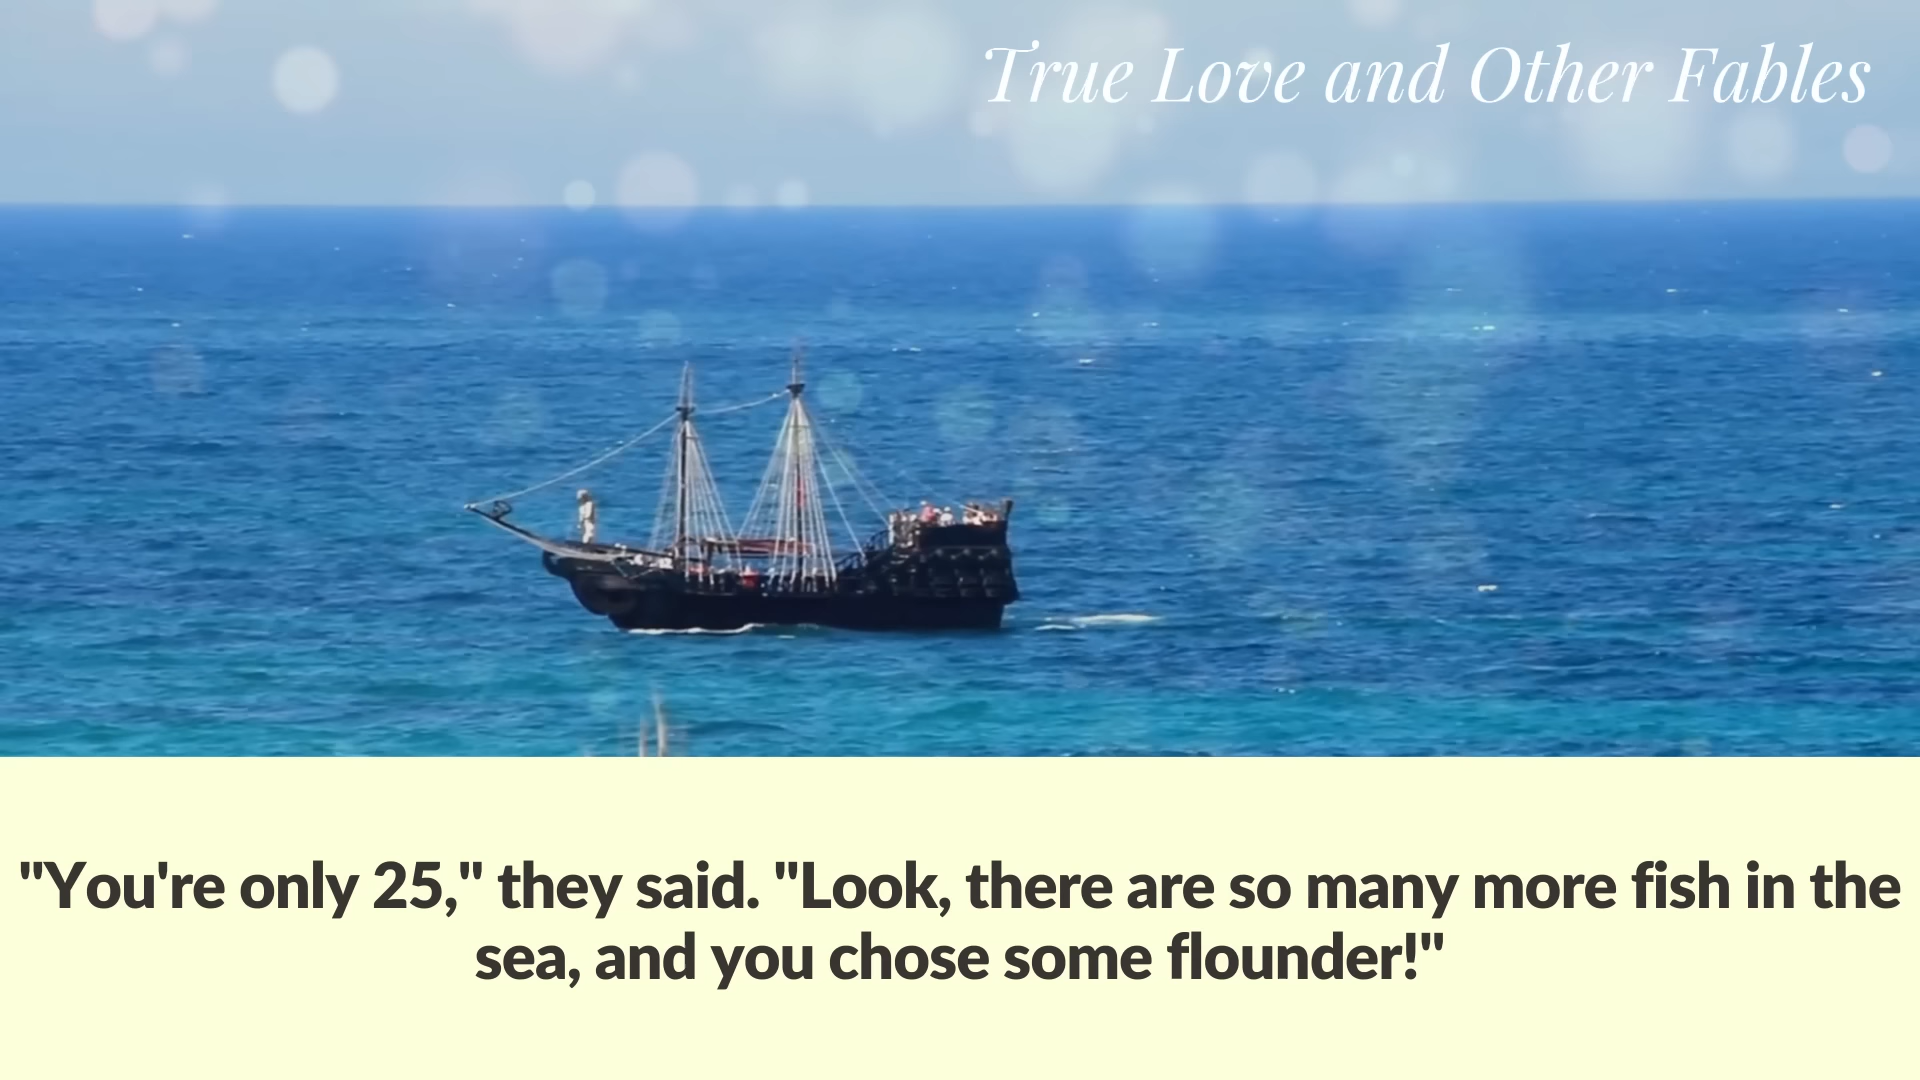 True Love and Other Fables
"You're only 25," they said. "Look, there are so many more fish in the
sea, and you chose some flounder!"